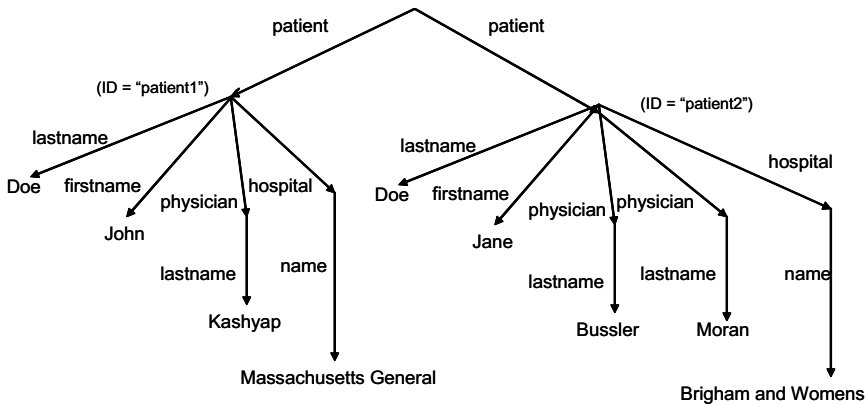 patient
patient
(ID = “patient1”)
(ID = “patient2”)
lastname
firstname
physician
hospital
Doe
John
lastname
name
Kashyap
Massachusetts General
lastname
firstname
physician
physician
hospital
Doe
Jane
lastname
lastname
name
Bussler
Moran
Brigham and Womens